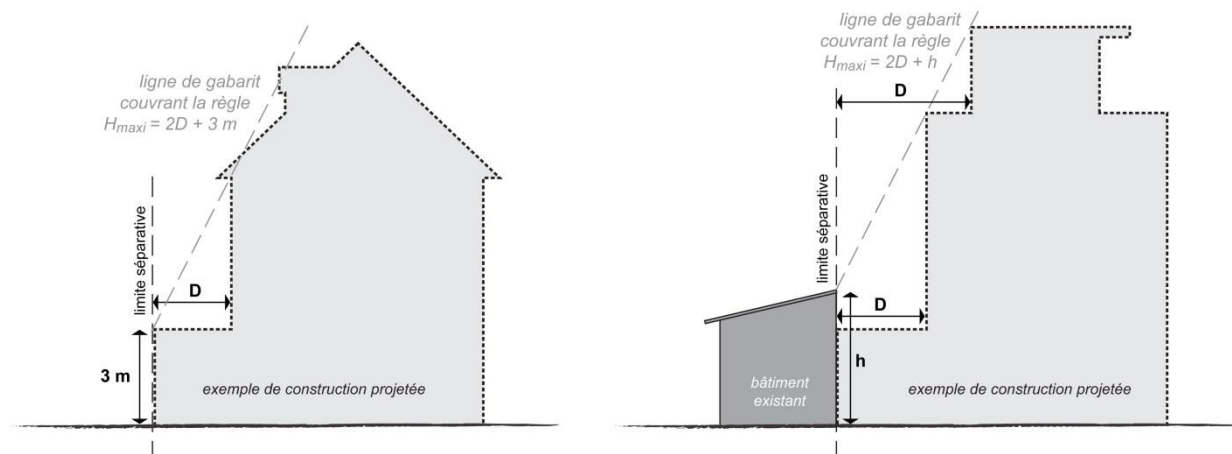 ligne de gabarit
couvrant la règle
Hmaxi = 2D + 3 m
limite séparative
D
3 m
exemple de construction projetée
ligne de gabarit
couvrant la règle
Hmaxi = 2D + h
D
limite séparative
D
h
bâtiment
existant
exemple de construction projetée